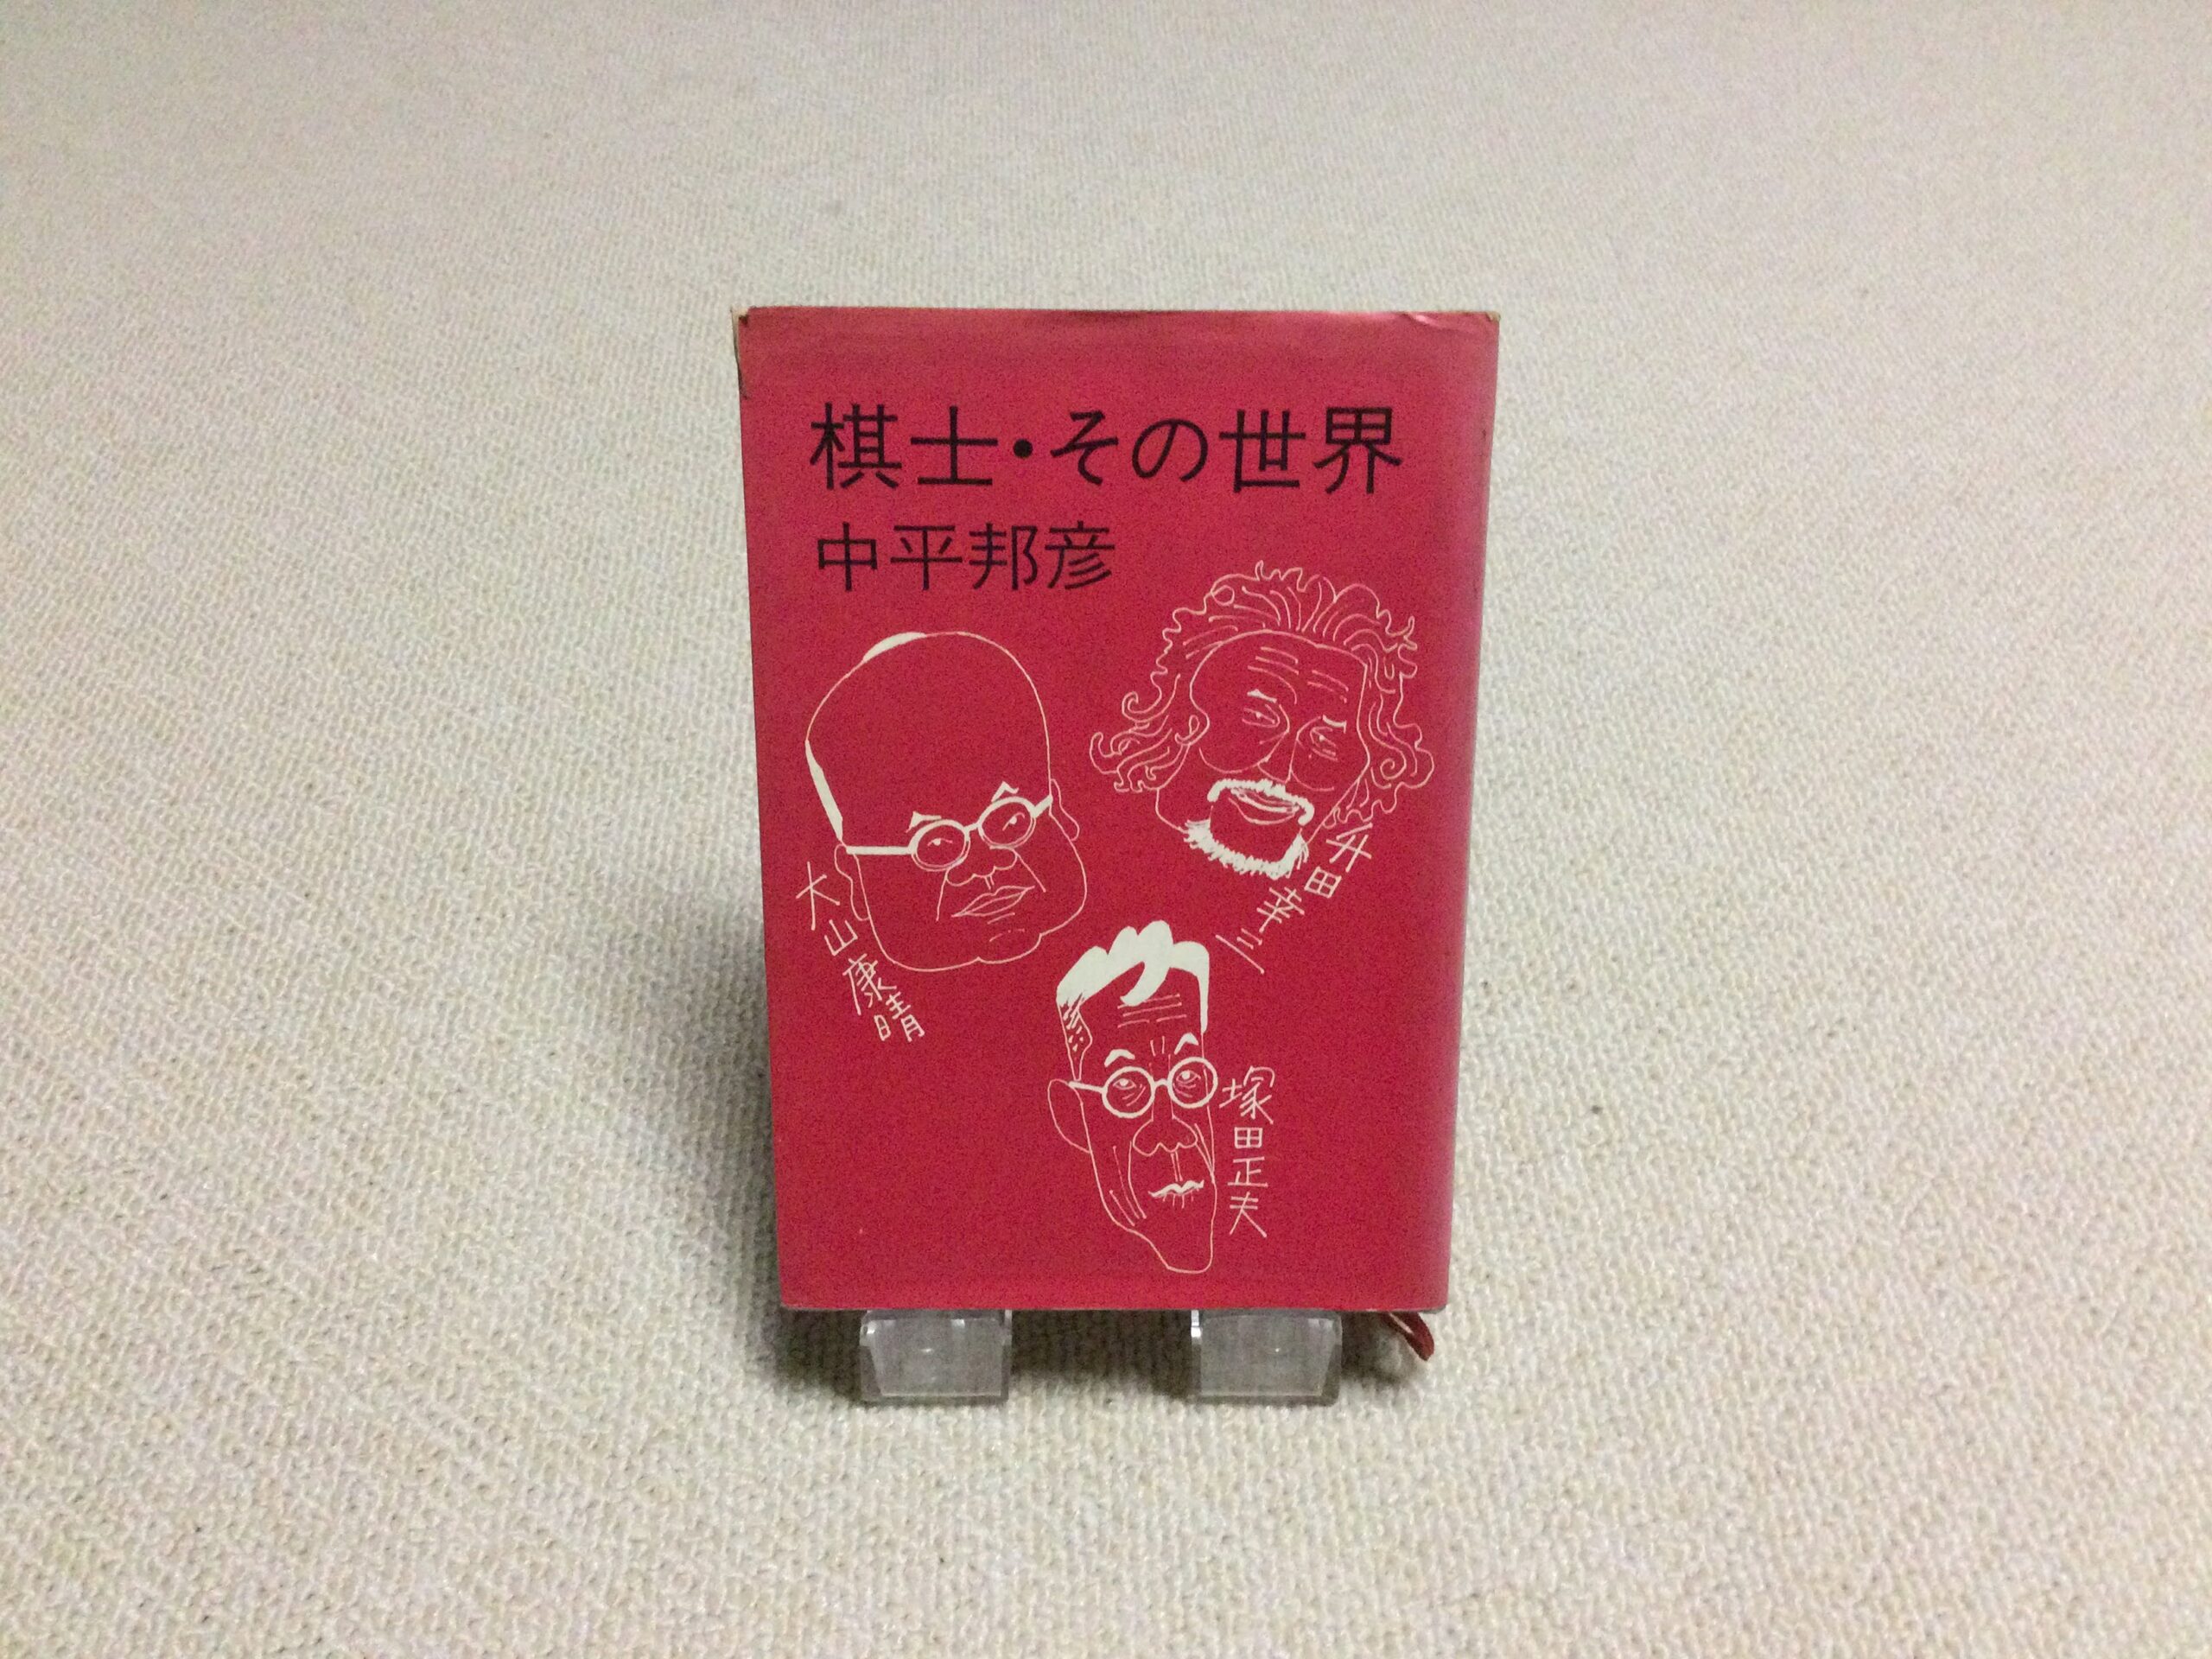 棋士・その世界
中平邦彦
升田幸三
大山康晴
塚田正夫